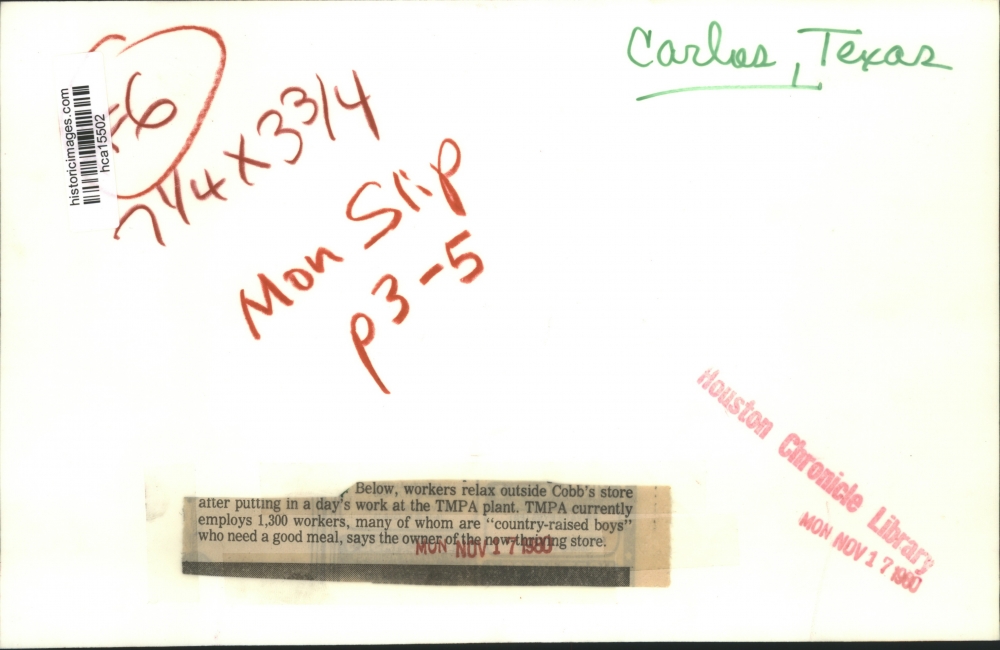 Carlos, Texas
historicimages.com
hca15502
7 1/4 X 3 3/4
Mon Slip
p3-5
Houston Chronicle Library
MON NOV 17 1980
Below, workers relax outside Cobb's store
after putting in a day's work at the TMPA plant. TMPA currently
employs 1,300 workers, many of whom are "country-raised boys"
who need a good meal, says the owner of the now-thriving store.
MON NOV 17 1980